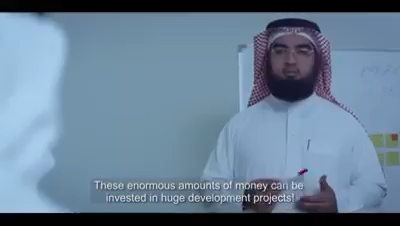 These enormous amounts of money can be
invested in huge development projects!